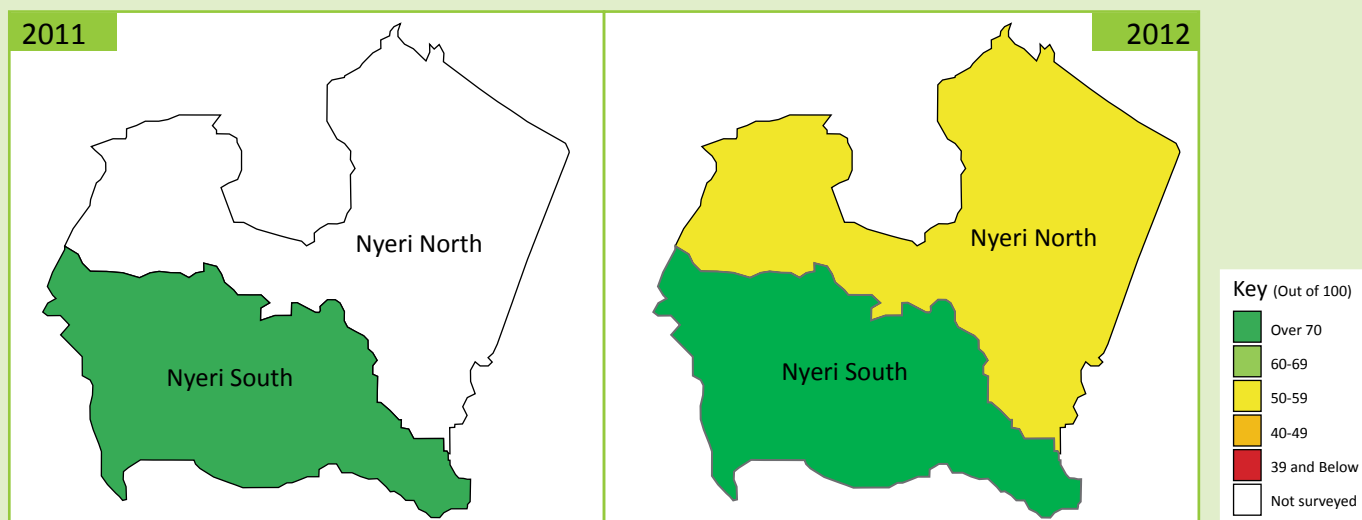 2011
Nyeri North
Nyeri South
2012
Nyeri North
Nyeri South
Key (Out of 100)
Over 70
60-69
50-59
40-49
39 and Below
Not surveyed